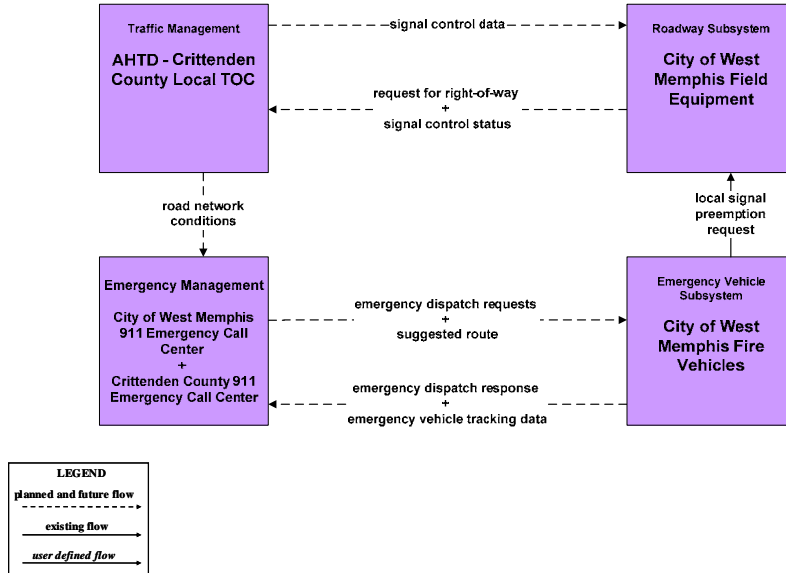 Traffic Management
AHTD - Crittenden
County Local TOC
signal control data
Roadway Subsystem
City of West
Memphis Field
Equipment
request for right-of-way
+
signal control status
road network
conditions
local signal
preemption
request
Emergency Management
City of West Memphis
911 Emergency Call
Center
+
Crittenden County 911
Emergency Call Center
emergency dispatch requests
+
suggested route
Emergency Vehicle
Subsystem
City of West
Memphis Fire
Vehicles
emergency dispatch response
+
emergency vehicle tracking data
LEGEND
planned and future flow
existing flow
user defined flow